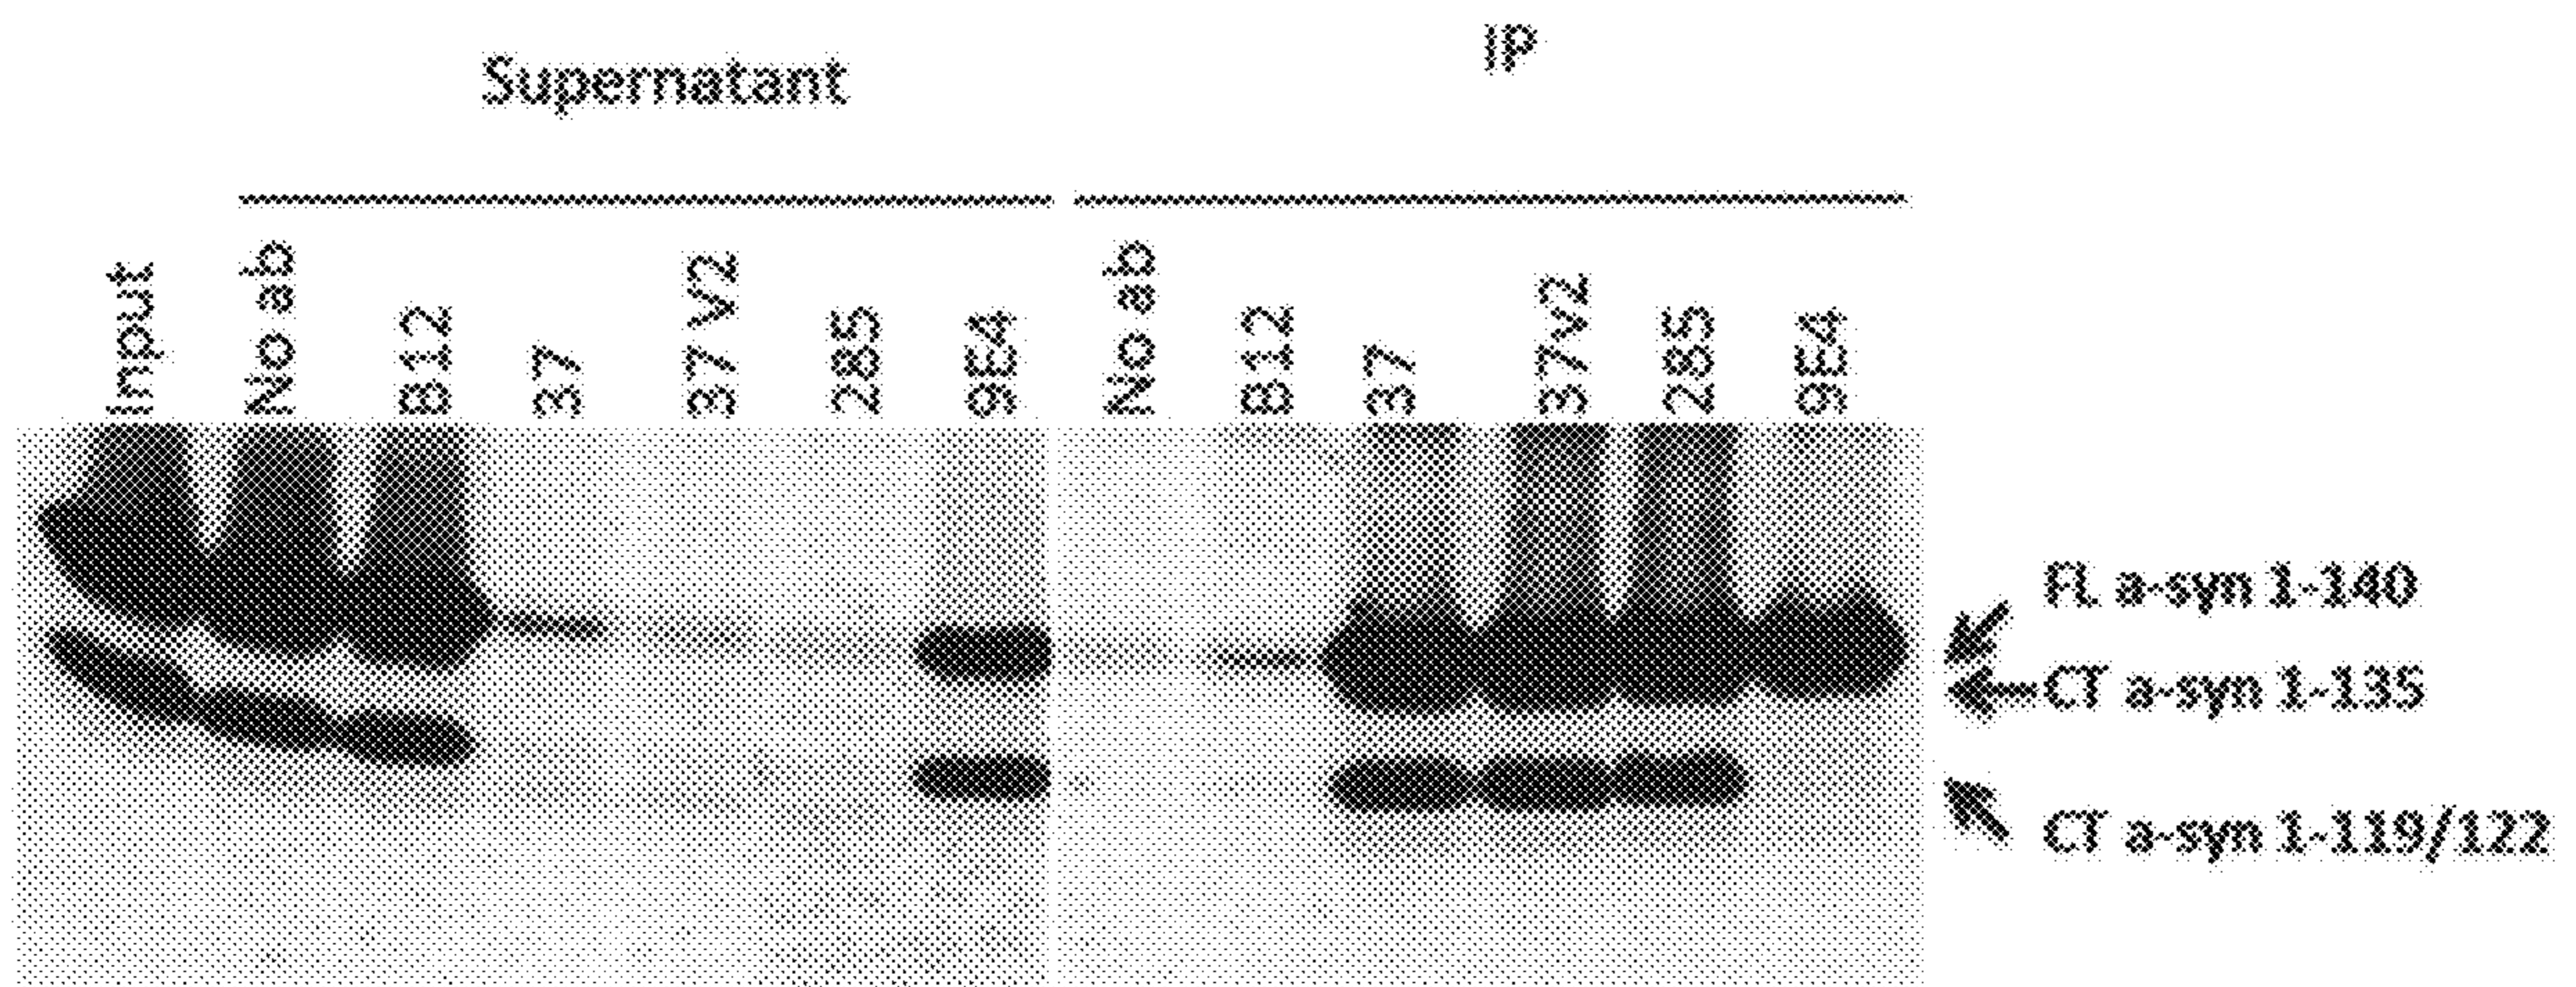 Supernatant
IP
Input
No ab
B12
37
37 V2
285
9E4
No ab
B12
37
37V2
285
9E4
FL a-syn 1-140
CT a-syn 1-135
CT a-syn 1-119/122